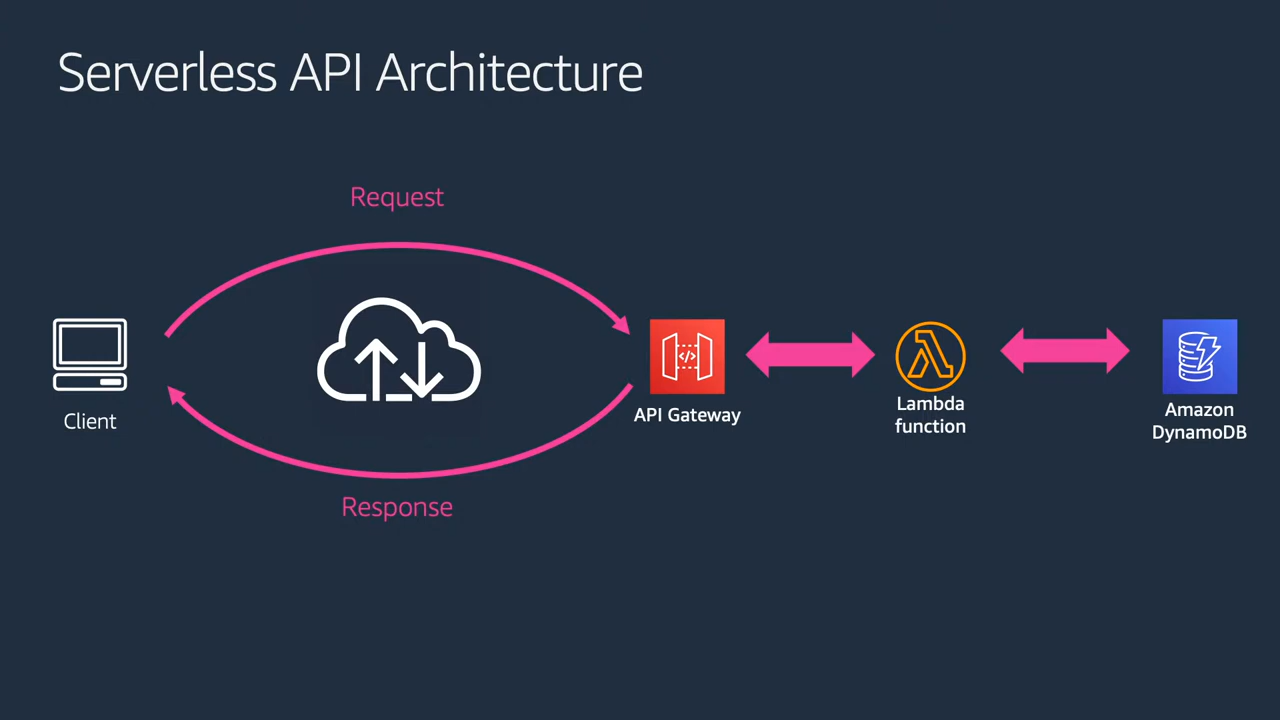 Serverless API Architecture
Request
Client
API Gateway
Lambda
function
Amazon
DynamoDB
Response